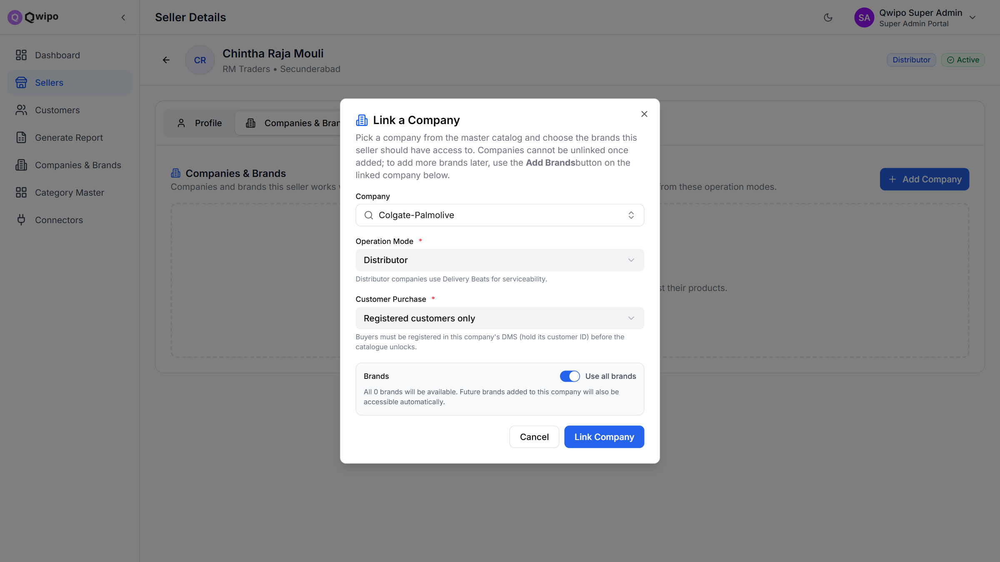 Qwipo
Seller Details
SA
Qwipo Super Admin
Super Admin Portal
Dashboard
Sellers
Customers
Generate Report
Companies & Brands
Category Master
Connectors
CR
Chintha Raja Mouli
RM Traders • Secunderabad
Distributor
Active
Profile
Companies & Bran
Companies & Brands
Companies and brands this seller works
from these operation modes.
Add Company
st their products.
Link a Company
Pick a company from the master catalog and choose the brands this
seller should have access to. Companies cannot be unlinked once
added; to add more brands later, use the Add Brandsbutton on the
linked company below.
Company
Colgate-Palmolive
Operation Mode *
Distributor
Distributor companies use Delivery Beats for serviceability.
Customer Purchase *
Registered customers only
Buyers must be registered in this company's DMS (hold its customer ID) before the
catalogue unlocks.
Brands
Use all brands
All 0 brands will be available. Future brands added to this company will also be
accessible automatically.
Cancel
Link Company